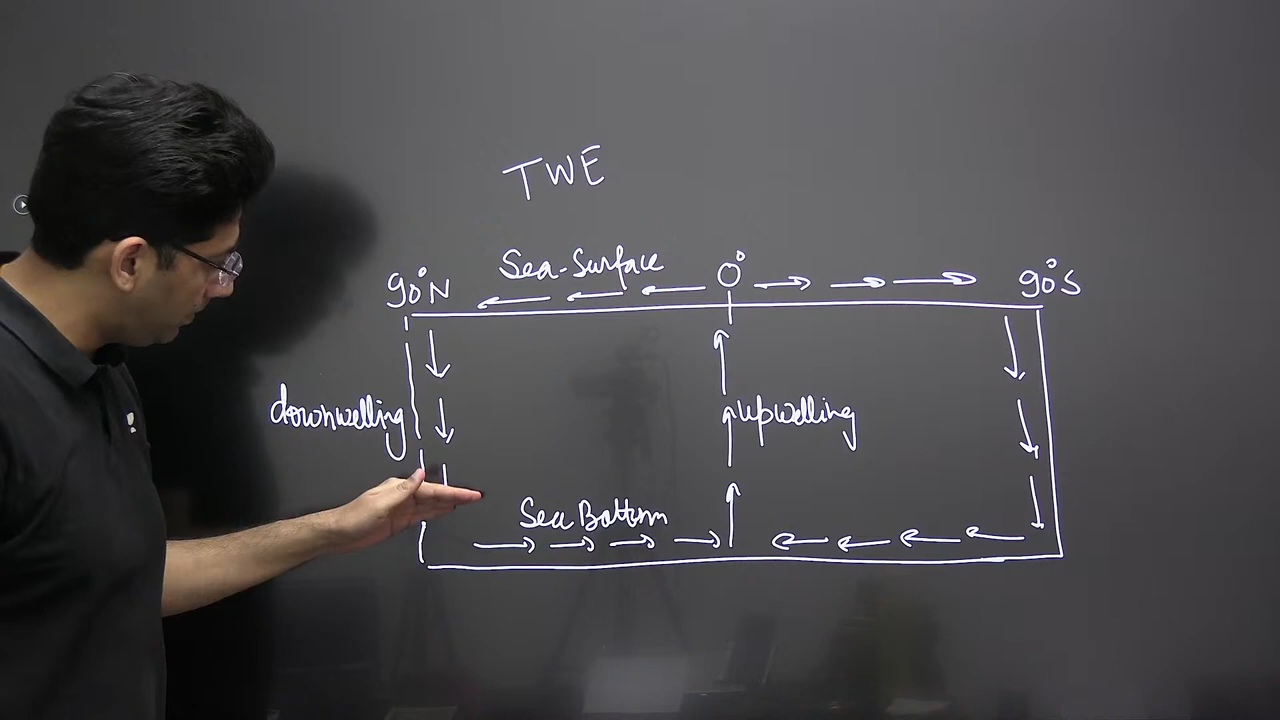 TWE
Sea-Surface
90°N 0° 90°S
downwelling upwelling
Sea Bottom